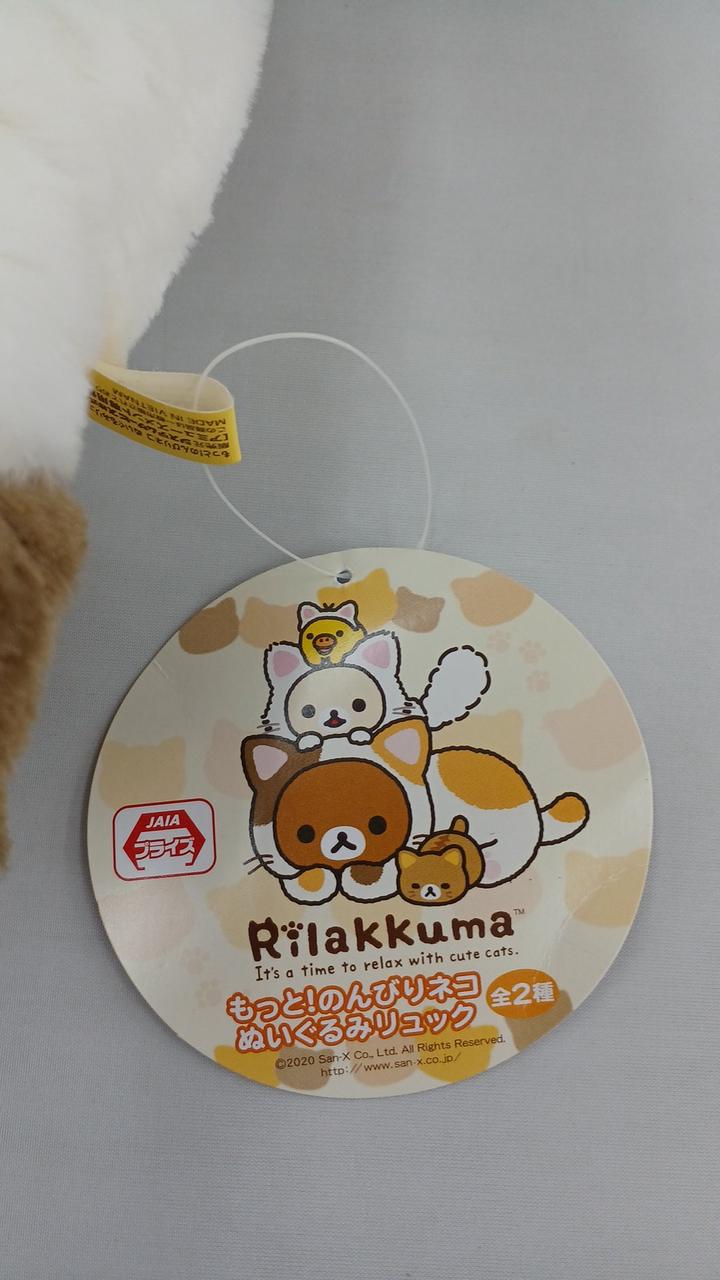 MADE IN VIETNAM
JAIA
プライズ
Rilakkuma™
It's a time to relax with cute cats.
もっと!のんびりネコ
ぬいぐるみリュック
全2種
©2020 San-X Co., Ltd. All Rights Reserved.
http://www.san-x.co.jp/